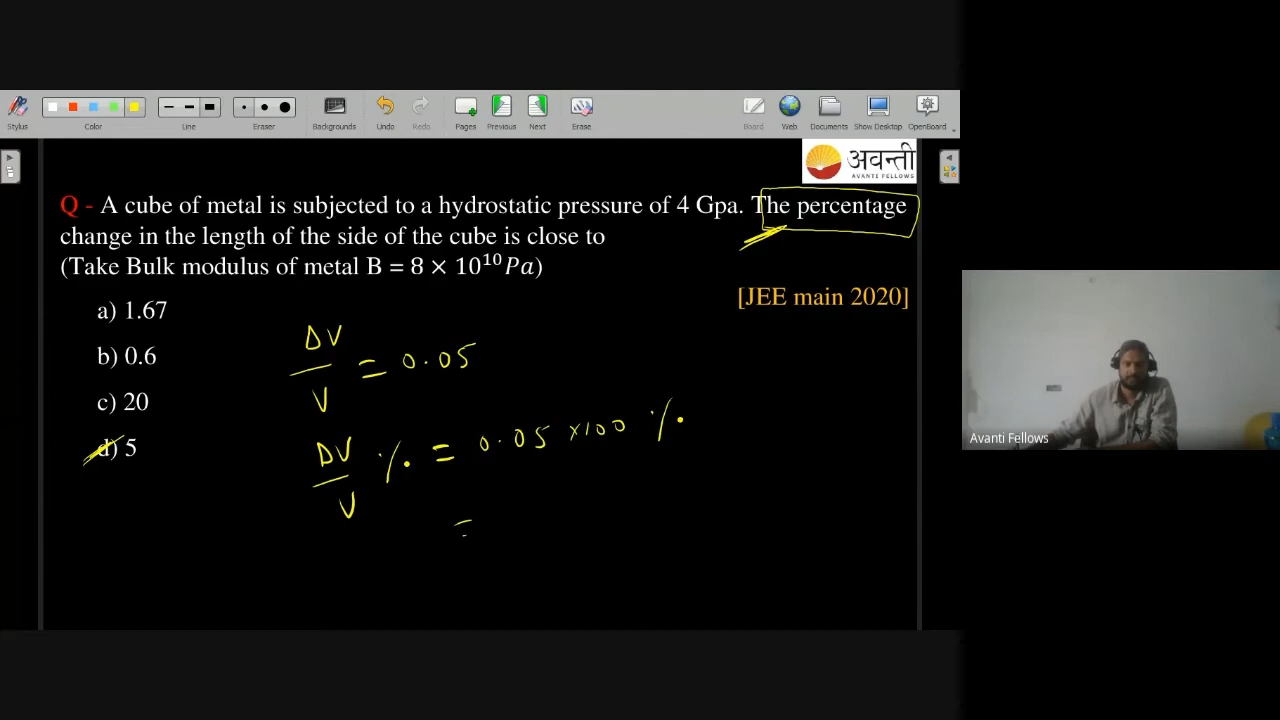 Stylus
Color
Line
Eraser
Backgrounds
Undo
Redo
Pages
Previous
Next
Erase
Board
Web
Documents
Show Desktop
OpenBoard
अवन्ती
AVANTI FELLOWS
Q - A cube of metal is subjected to a hydrostatic pressure of 4 Gpa. The percentage
change in the length of the side of the cube is close to
(Take Bulk modulus of metal B = 8 × 10¹⁰ Pa)
[JEE main 2020]
a) 1.67
b) 0.6
c) 20
d) 5
ΔV/V = 0.05
ΔV/V % = 0.05 ×100 %
=
Avanti Fellows